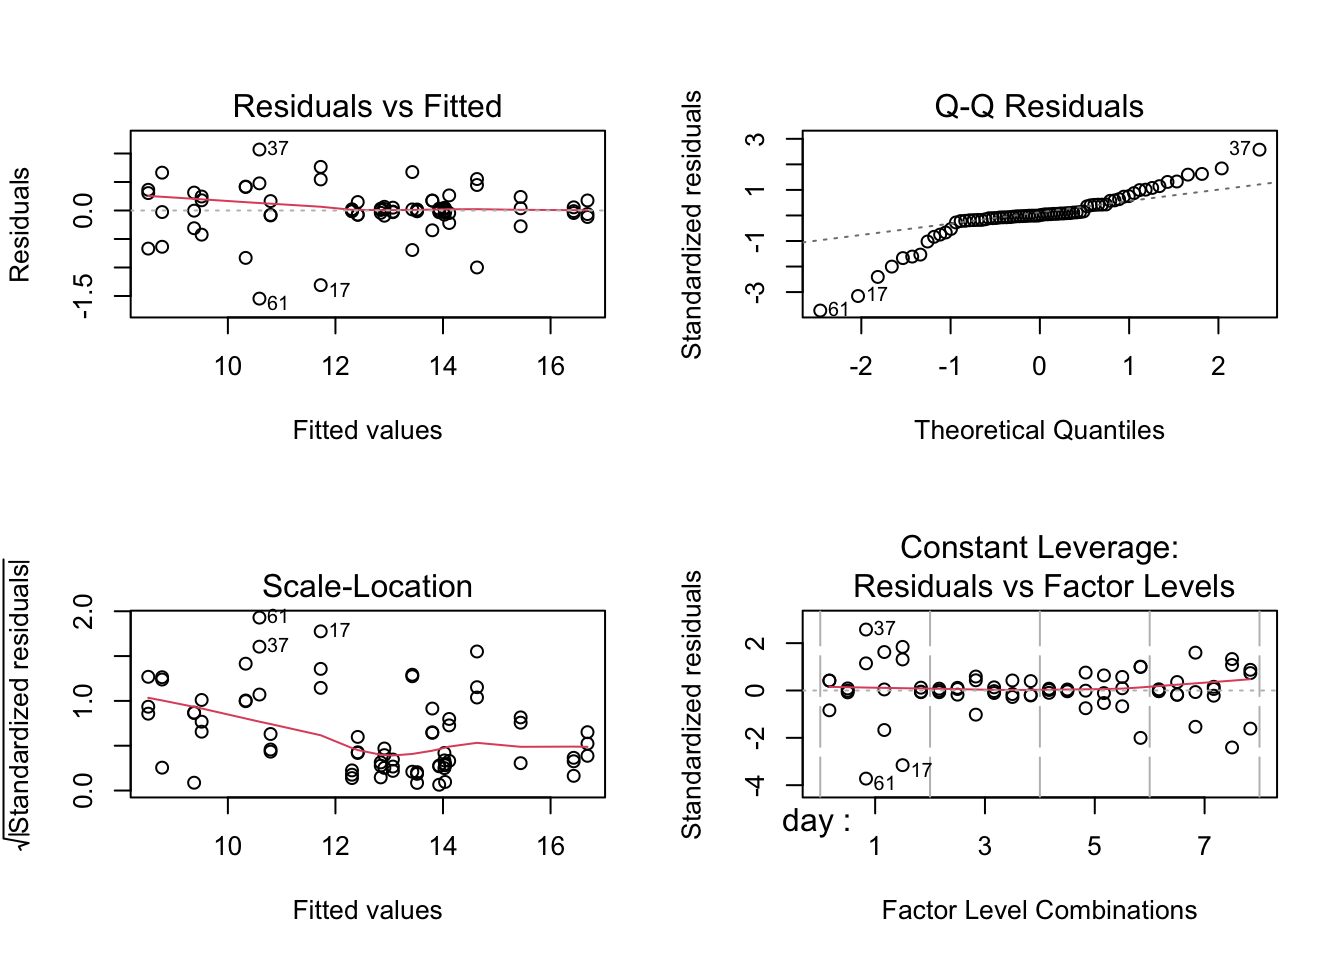 Residuals vs Fitted
Residuals
0.0
-1.5
37
61
17
10 12 14 16
Fitted values
Q-Q Residuals
Standardized residuals
3
1
-1
-3
37
17
61
-2 -1 0 1 2
Theoretical Quantiles
Scale-Location
√|Standardized residuals|
2.0
1.0
0.0
61
17
37
10 12 14 16
Fitted values
Constant Leverage:
Residuals vs Factor Levels
Standardized residuals
2
0
-2
-4
37
17
61
day :
1 3 5 7
Factor Level Combinations